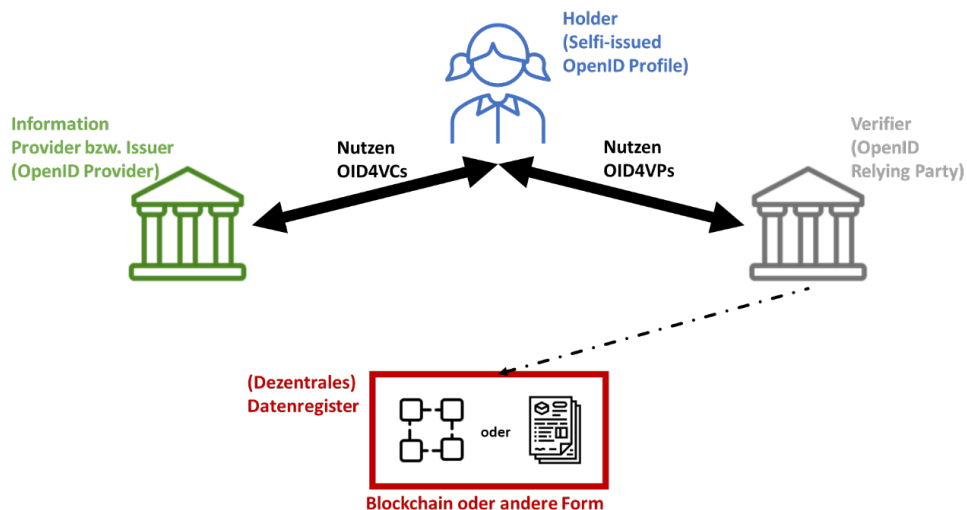 Holder
(Selfi-issued
OpenID Profile)
Information
Provider bzw. Issuer
(OpenID Provider)
Nutzen
OID4VCs
Nutzen
OID4VPs
Verifier
(OpenID
Relying Party)
(Dezentrales)
Datenregister
oder
Blockchain oder andere Form